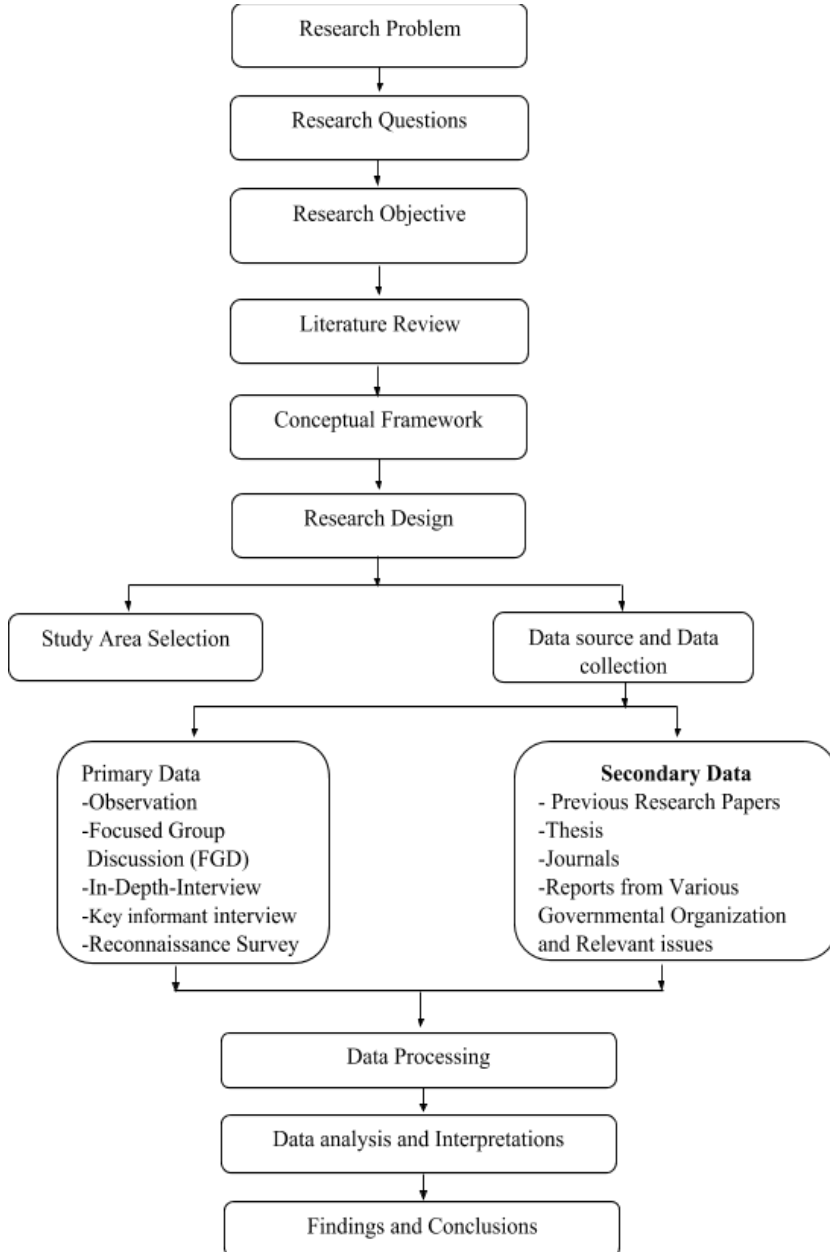 Research Problem
Research Questions
Research Objective
Literature Review
Conceptual Framework
Research Design
Study Area Selection
Data source and Data
collection
Primary Data
-Observation
-Focused Group
Discussion (FGD)
-In-Depth-Interview
-Key informant interview
-Reconnaissance Survey
Secondary Data
- Previous Research Papers
-Thesis
-Journals
-Reports from Various
Governmental Organization
and Relevant issues
Data Processing
Data analysis and Interpretations
Findings and Conclusions